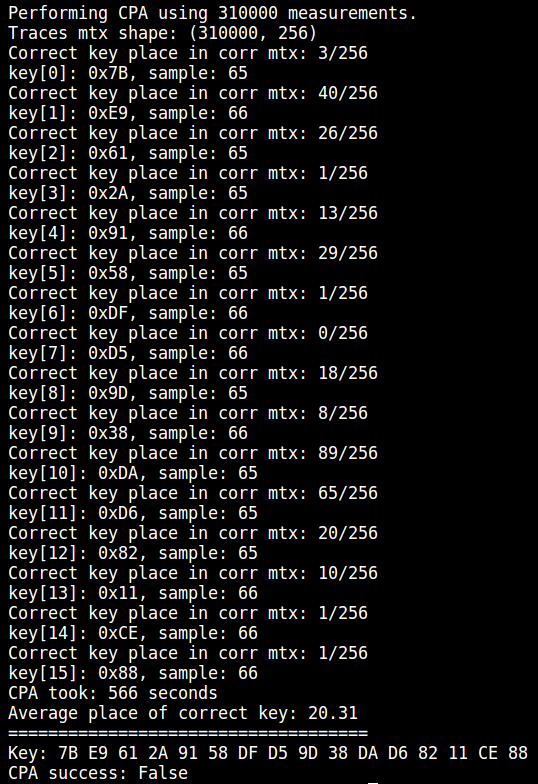 Performing CPA using 310000 measurements.
Traces mtx shape: (310000, 256)
Correct key place in corr mtx: 3/256
key[0]: 0x7B, sample: 65
Correct key place in corr mtx: 40/256
key[1]: 0xE9, sample: 66
Correct key place in corr mtx: 26/256
key[2]: 0x61, sample: 65
Correct key place in corr mtx: 1/256
key[3]: 0x2A, sample: 65
Correct key place in corr mtx: 13/256
key[4]: 0x91, sample: 66
Correct key place in corr mtx: 29/256
key[5]: 0x58, sample: 65
Correct key place in corr mtx: 1/256
key[6]: 0xDF, sample: 66
Correct key place in corr mtx: 0/256
key[7]: 0xD5, sample: 66
Correct key place in corr mtx: 18/256
key[8]: 0x9D, sample: 65
Correct key place in corr mtx: 8/256
key[9]: 0x38, sample: 66
Correct key place in corr mtx: 89/256
key[10]: 0xDA, sample: 65
Correct key place in corr mtx: 65/256
key[11]: 0xD6, sample: 65
Correct key place in corr mtx: 20/256
key[12]: 0x82, sample: 65
Correct key place in corr mtx: 10/256
key[13]: 0x11, sample: 66
Correct key place in corr mtx: 1/256
key[14]: 0xCE, sample: 66
Correct key place in corr mtx: 1/256
key[15]: 0x88, sample: 66
CPA took: 566 seconds
Average place of correct key: 20.31
====================================
Key: 7B E9 61 2A 91 58 DF D5 9D 38 DA D6 82 11 CE 88
CPA success: False